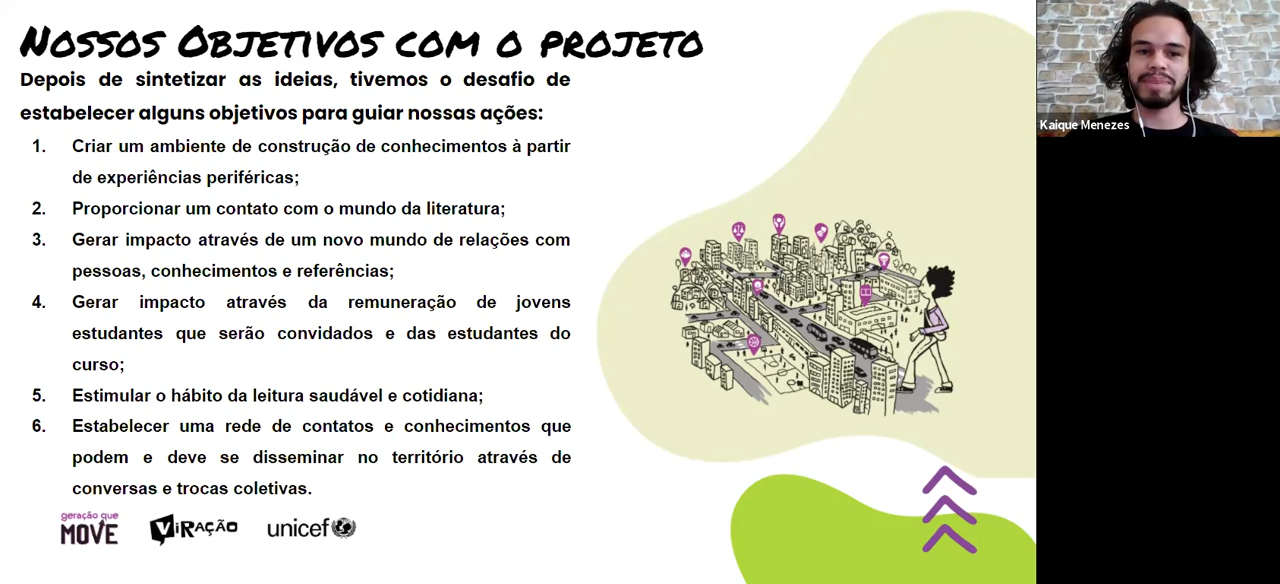 Nossos Objetivos com o projeto
Depois de sintetizar as ideias, tivemos o desafio de
estabelecer alguns objetivos para guiar nossas ações:
1. Criar um ambiente de construção de conhecimentos à partir
de experiências periféricas;
2. Proporcionar um contato com o mundo da literatura;
3. Gerar impacto através de um novo mundo de relações com
pessoas, conhecimentos e referências;
4. Gerar impacto através da remuneração de jovens
estudantes que serão convidados e das estudantes do
curso;
5. Estimular o hábito da leitura saudável e cotidiana;
6. Estabelecer uma rede de contatos e conhecimentos que
podem e deve se disseminar no território através de
conversas e trocas coletivas.
geração que
MOVE
ViRAÇÃO
unicef
Kaique Menezes